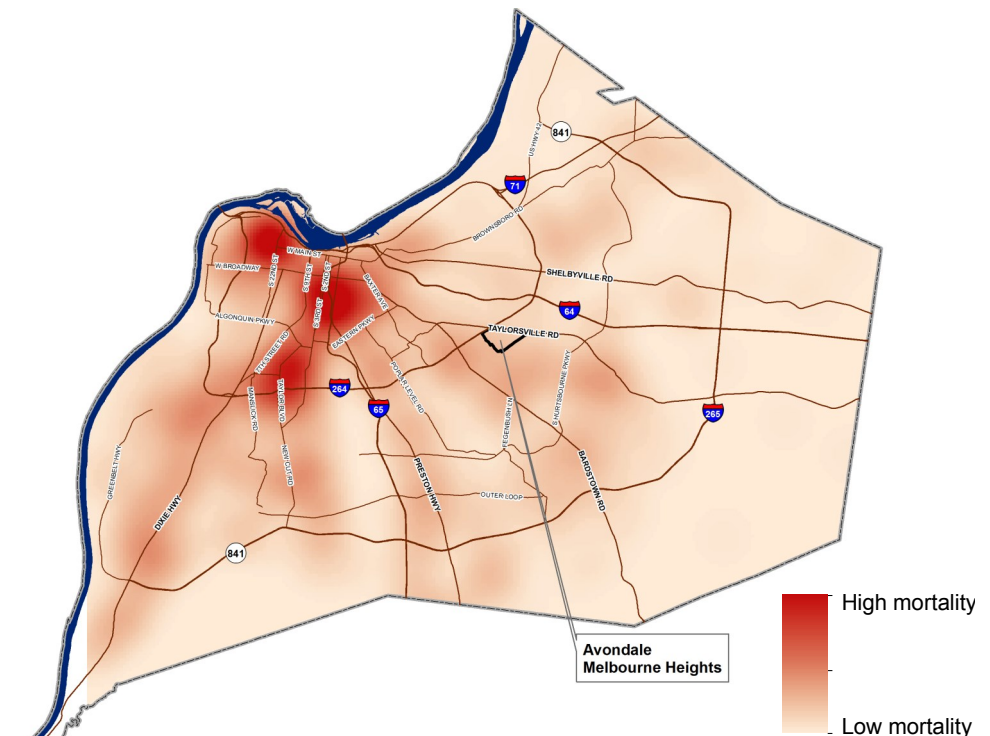 841
US HWY 42
71
BROWNSBORO RD
W MAIN ST
W BROADWAY
S 22ND ST
S 9TH ST
S 2ND ST
SHELBYVILLE RD
BAXTER AVE
64
S 3RD ST
ALGONQUIN PKWY
EASTERN PKWY
TAYLORSVILLE RD
7TH STREET RD
264
65
POPLAR LEVEL RD
S HURTSBOURNE PKWY
265
MANSLICK RD
TAYLOR BLVD
FEGENBUSH LN
NEW CUT RD
GREENBELT HWY
PRESTON HWY
BARDSTOWN RD
DIXIE HWY
OUTER LOOP
841
High mortality
Low mortality
Avondale
Melbourne Heights